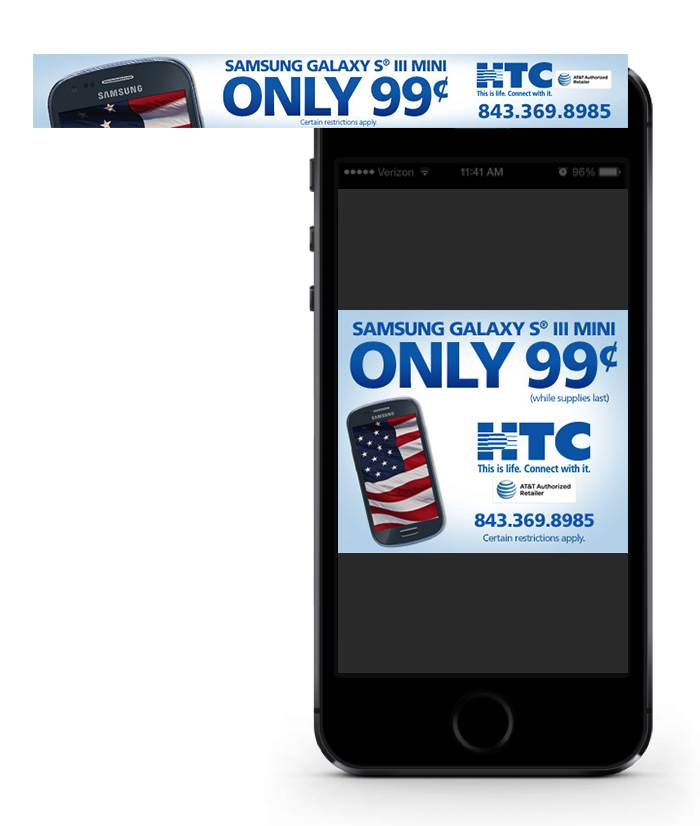 SAMSUNG GALAXY S® III MINI
ONLY 99¢
Certain restrictions apply.
SAMSUNG
HTC
This is life. Connect with it.
AT&T Authorized
Retailer
843.369.8985
Verizon 11:41 AM 96%
SAMSUNG GALAXY S® III MINI
ONLY 99¢
(while supplies last)
SAMSUNG
HTC
This is life. Connect with it.
AT&T Authorized
Retailer
843.369.8985
Certain restrictions apply.